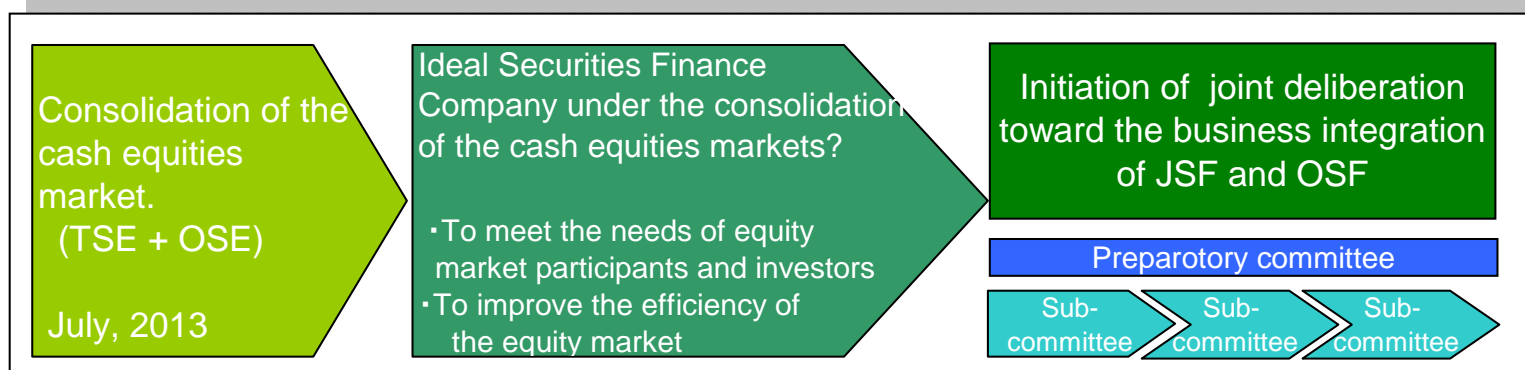 Consolidation of the
cash equities
market.
(TSE + OSE)
July, 2013
Ideal Securities Finance
Company under the consolidation
of the cash equities markets?
・To meet the needs of equity
market participants and investors
・To improve the efficiency of
the equity market
Initiation of joint deliberation
toward the business integration
of JSF and OSF
Preparotory committee
Sub-
committee
Sub-
committee
Sub-
committee